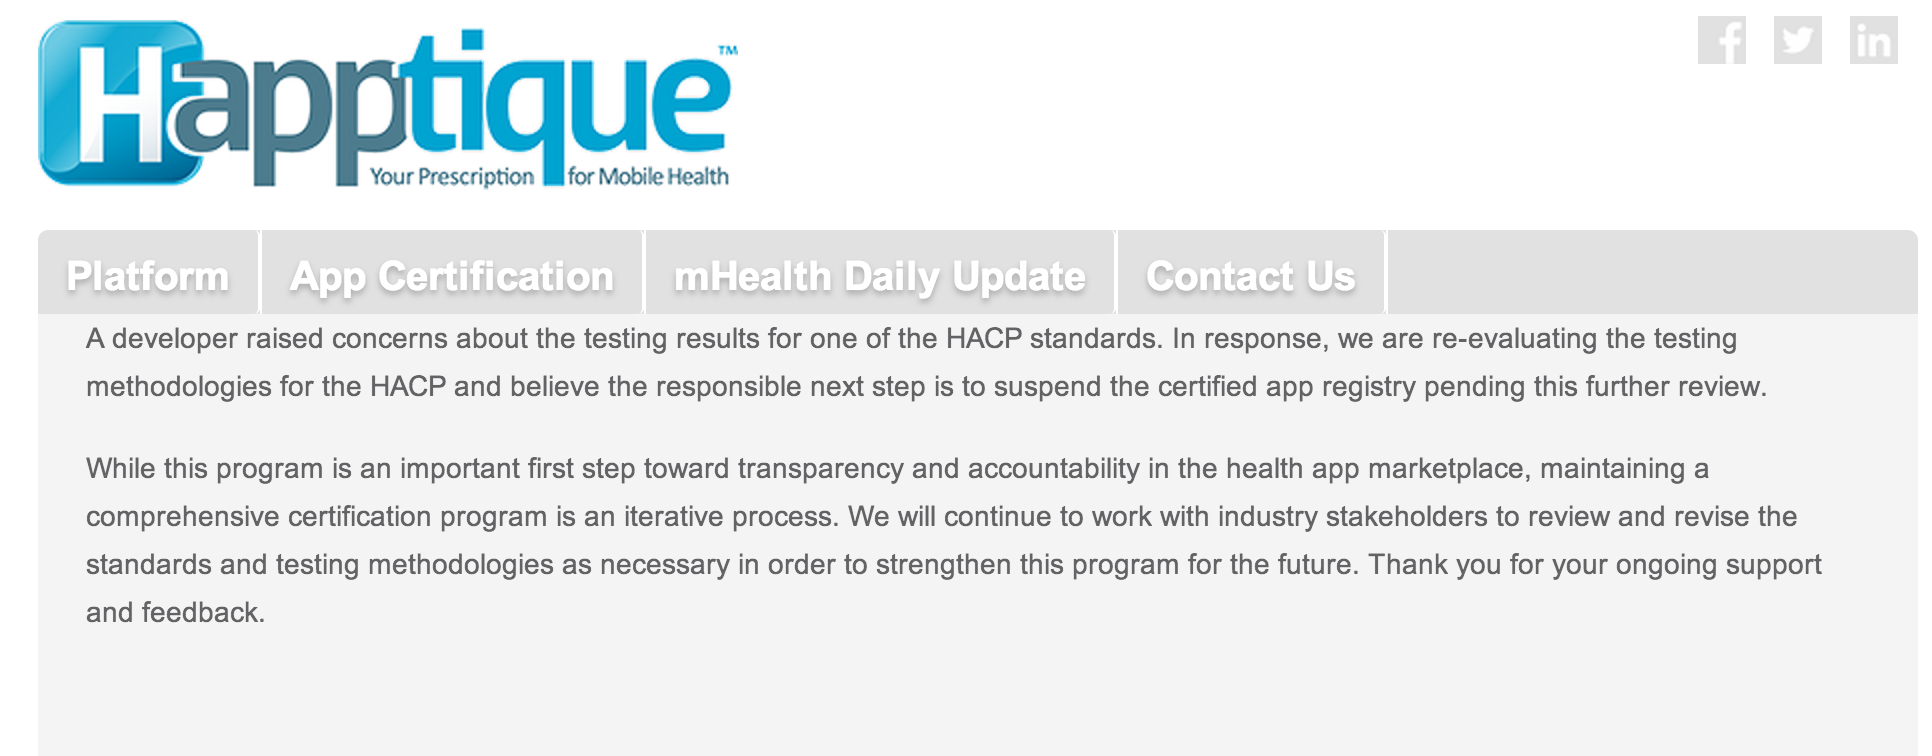 Happtique™
Your Prescription for Mobile Health
Platform App Certification mHealth Daily Update Contact Us
A developer raised concerns about the testing results for one of the HACP standards. In response, we are re-evaluating the testing
methodologies for the HACP and believe the responsible next step is to suspend the certified app registry pending this further review.
While this program is an important first step toward transparency and accountability in the health app marketplace, maintaining a
comprehensive certification program is an iterative process. We will continue to work with industry stakeholders to review and revise the
standards and testing methodologies as necessary in order to strengthen this program for the future. Thank you for your ongoing support
and feedback.